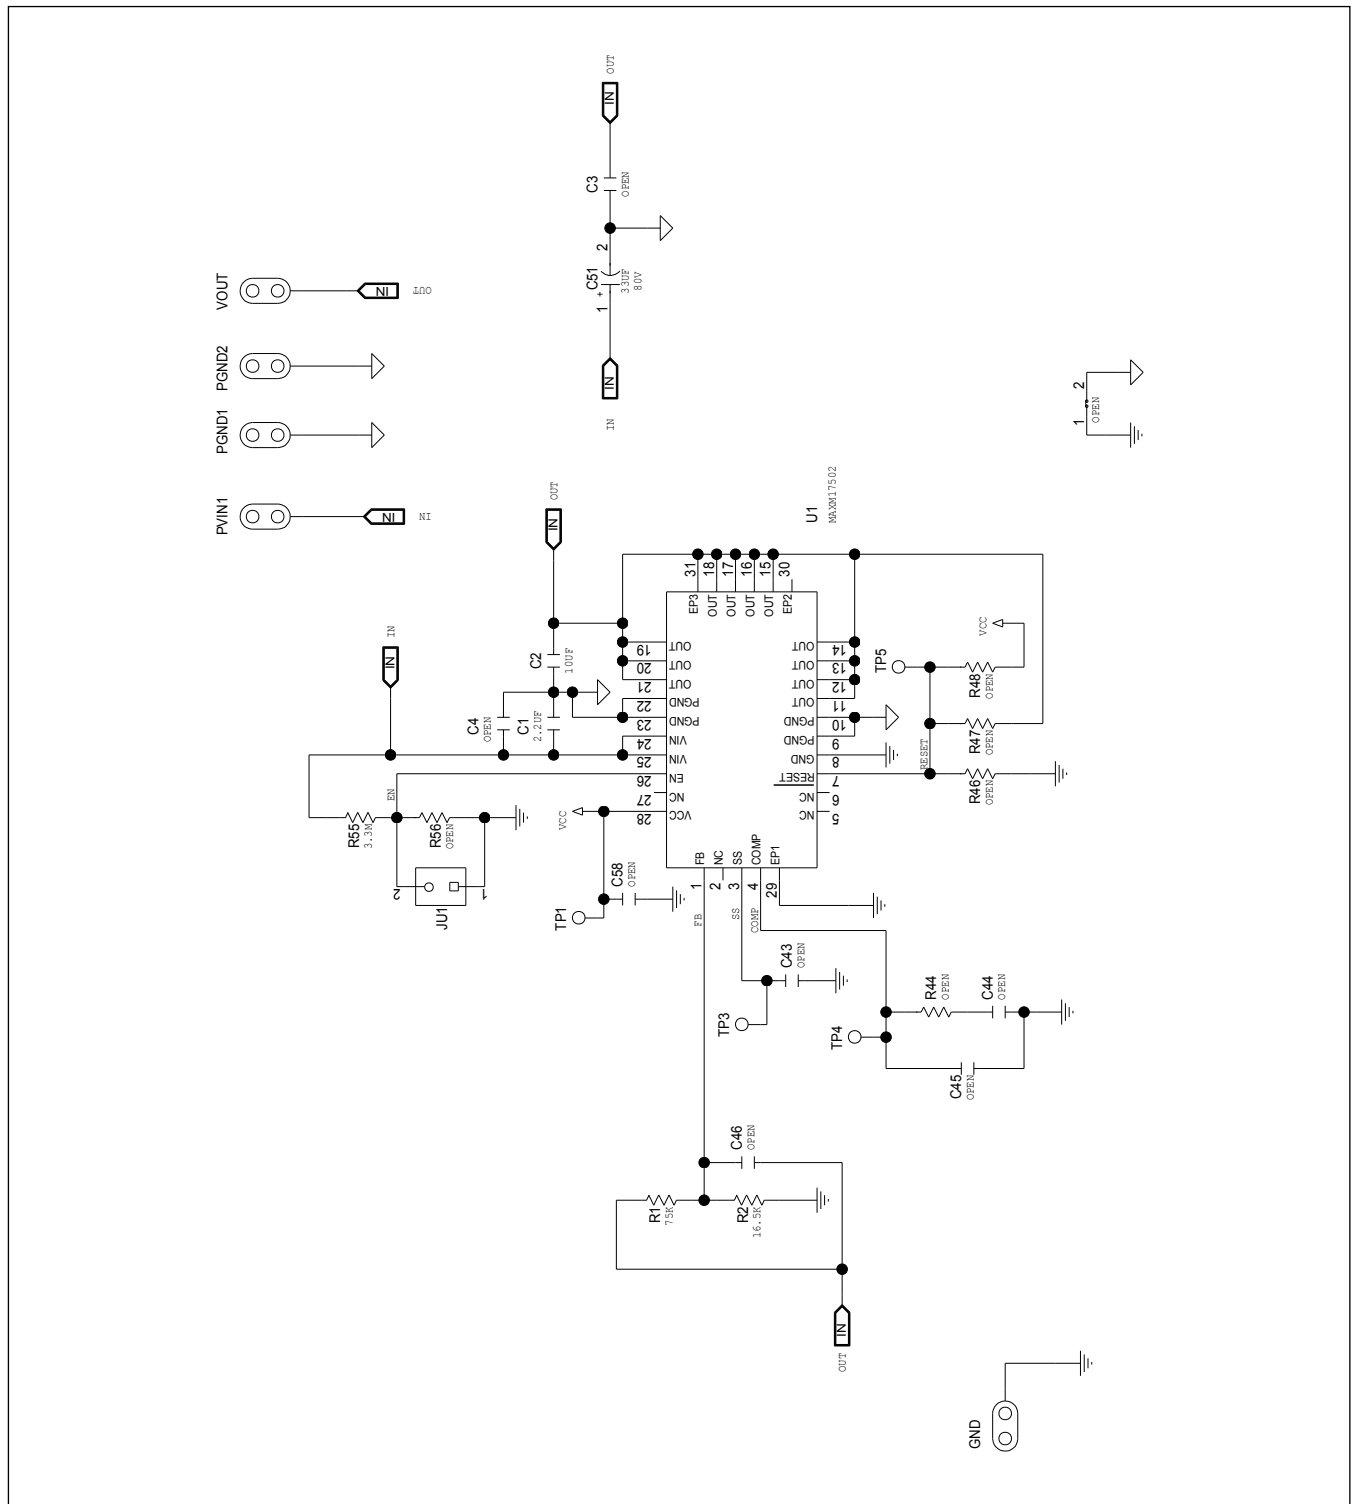 OUT
IN
C3
OPEN
2
C51
33UF
80V
+
1
IN
IN
VOUT
IN
OUT
PGND2
PGND1
PVIN1
IN
IN
1
2
OPEN
U1
MAXM17502
OUT
IN
IN
IN
C2
10UF
C4
OPEN
C1
2.2UF
31
18
17
16
15
30
EP3
OUT
OUT
OUT
OUT
EP2
19
OUT
20
OUT
21
OUT
22
PGND
23
PGND
24
VIN
25
VIN
26
EN
27
NC
28
VCC
OUT
14
OUT
13
OUT
12
OUT
11
PGND
10
PGND
9
GND
8
RESET
7
NC
6
NC
5
FB
NC
SS
COMP
EP1
1
2
3
4
29
TP5
VCC
R48
OPEN
R47
OPEN
RESET
R46
OPEN
EN
R55
3.3M
R56
OPEN
2
1
JU1
VCC
C58
OPEN
TP1
FB
SS
COMP
C43
OPEN
TP3
R44
OPEN
C44
OPEN
TP4
C45
OPEN
C46
OPEN
R1
75K
R2
16.5K
IN
OUT
GND